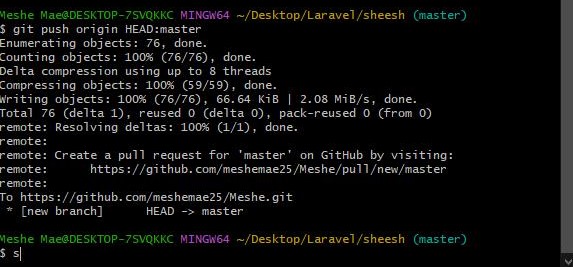 Meshe Mae@DESKTOP-7SVQKKC MINGW64 ~/Desktop/Laravel/sheesh (master)
$ git push origin HEAD:master
Enumerating objects: 76, done.
Counting objects: 100% (76/76), done.
Delta compression using up to 8 threads
Compressing objects: 100% (59/59), done.
Writing objects: 100% (76/76), 66.64 KiB | 2.08 MiB/s, done.
Total 76 (delta 1), reused 0 (delta 0), pack-reused 0 (from 0)
remote: Resolving deltas: 100% (1/1), done.
remote:
remote: Create a pull request for 'master' on GitHub by visiting:
remote:      https://github.com/meshemae25/Meshe/pull/new/master
remote:
To https://github.com/meshemae25/Meshe.git
 * [new branch]      HEAD -> master
Meshe Mae@DESKTOP-7SVQKKC MINGW64 ~/Desktop/Laravel/sheesh (master)
$ s